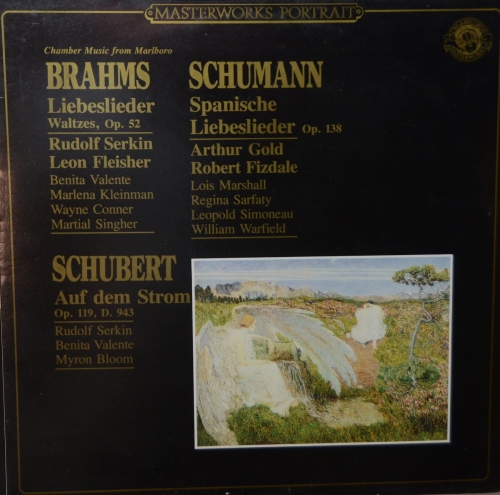 MASTERWORKS PORTRAIT
Chamber Music from Marlboro
BRAHMS
Liebeslieder
Waltzes, Op. 52
Rudolf Serkin
Leon Fleisher
Benita Valente
Marlena Kleinman
Wayne Conner
Martial Singher
SCHUMANN
Spanische
Liebeslieder Op. 138
Arthur Gold
Robert Fizdale
Lois Marshall
Regina Sarfaty
Leopold Simoneau
William Warfield
SCHUBERT
Auf dem Strom
Op. 119, D. 943
Rudolf Serkin
Benita Valente
Myron Bloom